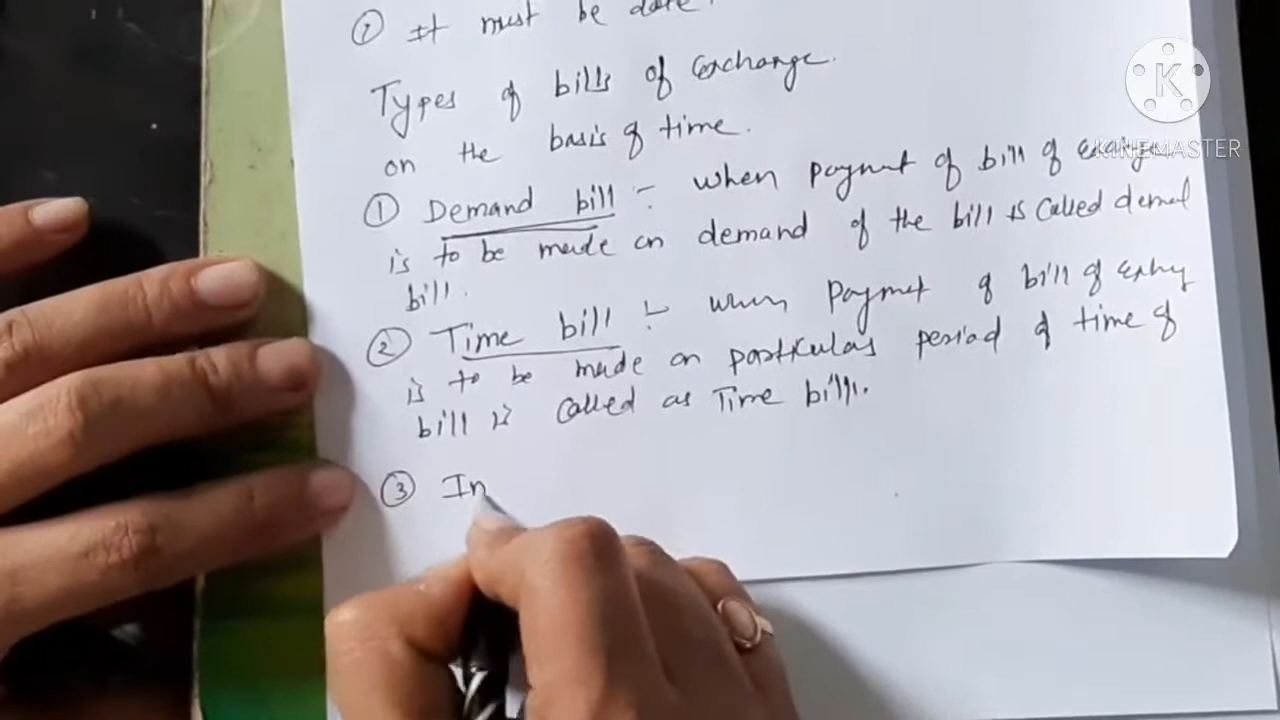 ⑦ It must be date.
Types of bills of Exchange.
on the basis of time.
① Demand bill :- when payment of bill of Exchange
is to be made on demand of the bill is called demand
bill.
② Time bill :- when Payment of bill of
is to be made on particular period of time of
bill is called as Time bill.
③ In
K
KINEMASTER